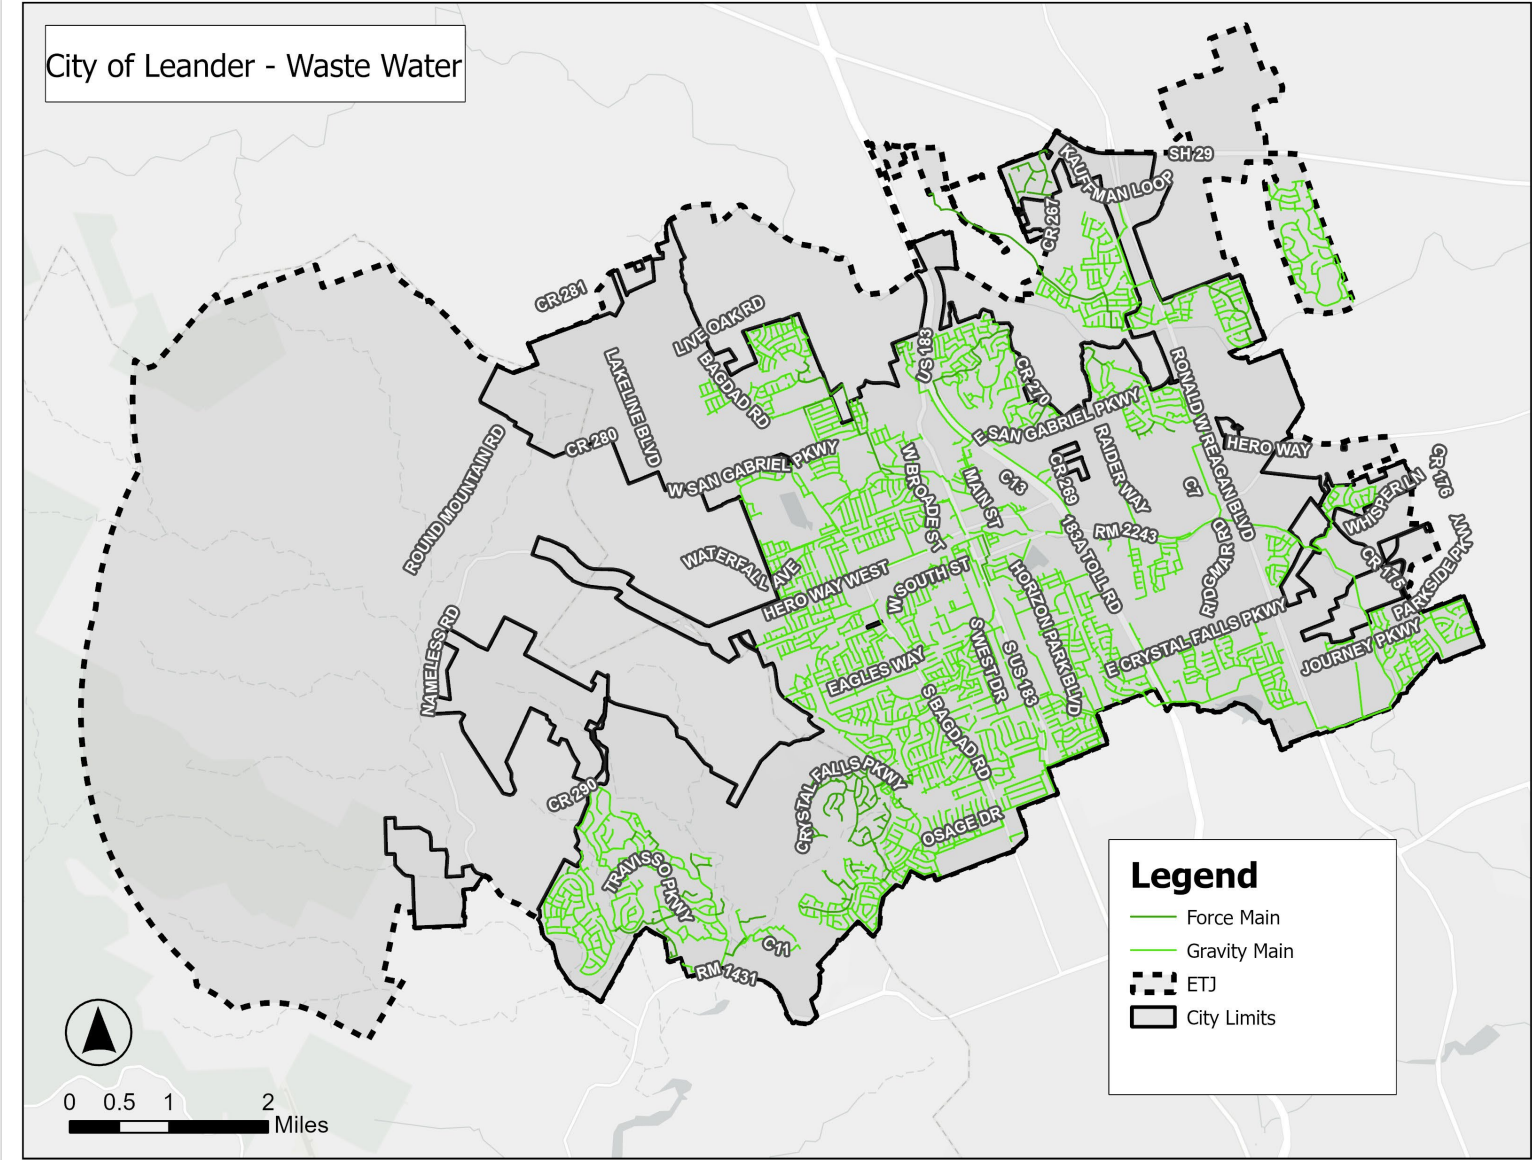 City of Leander - Waste Water
SH 29
KAUFFMAN LOOP
CR 267
CR 281
LIVE OAK RD
US 183
LAKELINE BLVD
BAGDAD RD
CR 270
RONALD W REAGAN BLVD
E SAN GABRIEL PKWY
ROUND MOUNTAIN RD
CR 280
W SAN GABRIEL PKWY
W BROADE ST
MAIN ST
C13
CR 269
RAIDER WAY
C7
HERO WAY
CR 176
WHISPER LN
RM 2243
183A TOLL RD
RIDGMAR RD
CR 175
PARKSIDE PKWY
WATERFALL AVE
HERO WAY WEST
W SOUTH ST
HORIZON PARK BLVD
NAMELESS RD
EAGLES WAY
S WEST DR
S US 183
E CRYSTAL FALLS PKWY
JOURNEY PKWY
S BAGDAD RD
CR 290
CRYSTAL FALLS PKWY
OSAGE DR
TRAVISSO PKWY
C11
RM 1431
Legend
Force Main
Gravity Main
ETJ
City Limits
0 0.5 1 2
Miles